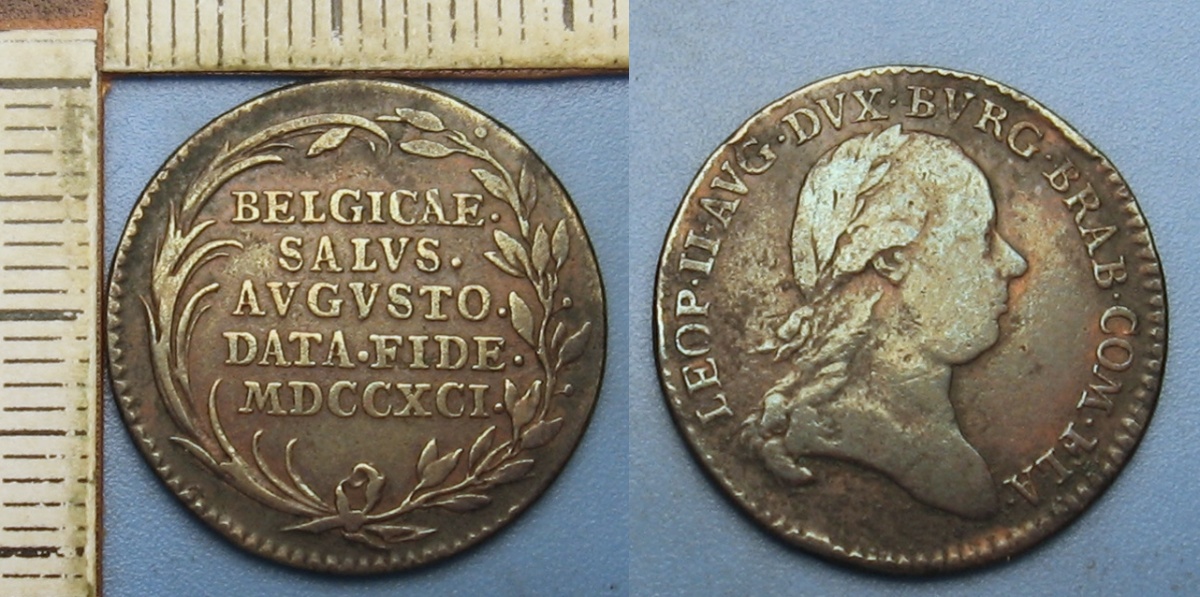 BELGICAE·
SALVS·
AVGVSTO·
DATA·FIDE·
MDCCXCI·
LEOP·II·AVG·DVX·BVRG·BRAB·COM·FLA·